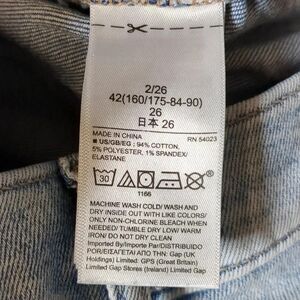 2/26
42(160/175-84-90)
26
日本 26
MADE IN CHINA
RN 54023
• US/GB/EG : 94% COTTON,
5% POLYESTER, 1% SPANDEX/
ELASTANE
30
1166
MACHINE WASH COLD/ WASH AND
DRY INSIDE OUT WITH LIKE COLORS/
ONLY NON-CHLORINE BLEACH WHEN
NEEDED/ TUMBLE DRY LOW/ WARM
IRON/ DO NOT DRY CLEAN
Imported By/Importe Par/DISTRIBUIDO
POR/ΕΙΣΑΓΕΤΑΙ ΑΠΟ ΤΗΝ: Gap (UK
Holdings) Limited: GPS (Great Britain)
Limited Gap Stores (Ireland) Limited Gap